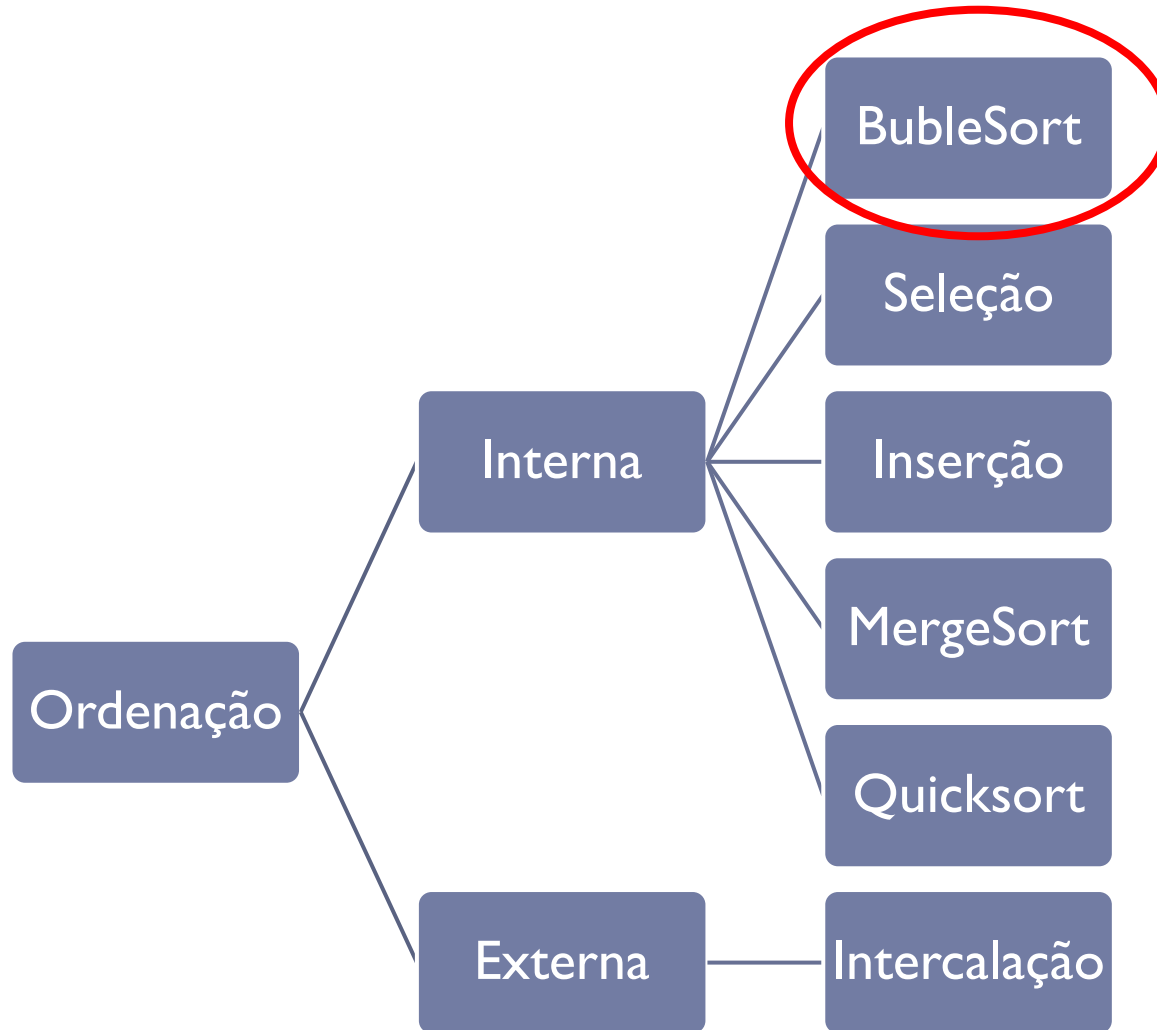 BubleSort
Seleção
Interna
Inserção
MergeSort
Ordenação
Quicksort
Externa
Intercalação